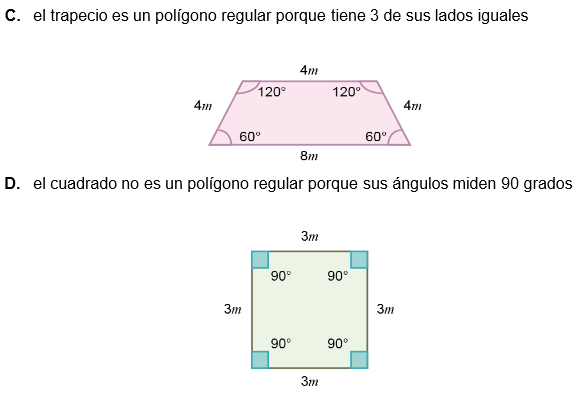 C. el trapecio es un polígono regular porque tiene 3 de sus lados iguales
4m
120° 120°
4m 4m
60° 60°
8m
D. el cuadrado no es un polígono regular porque sus ángulos miden 90 grados
3m
90° 90°
3m 3m
90° 90°
3m